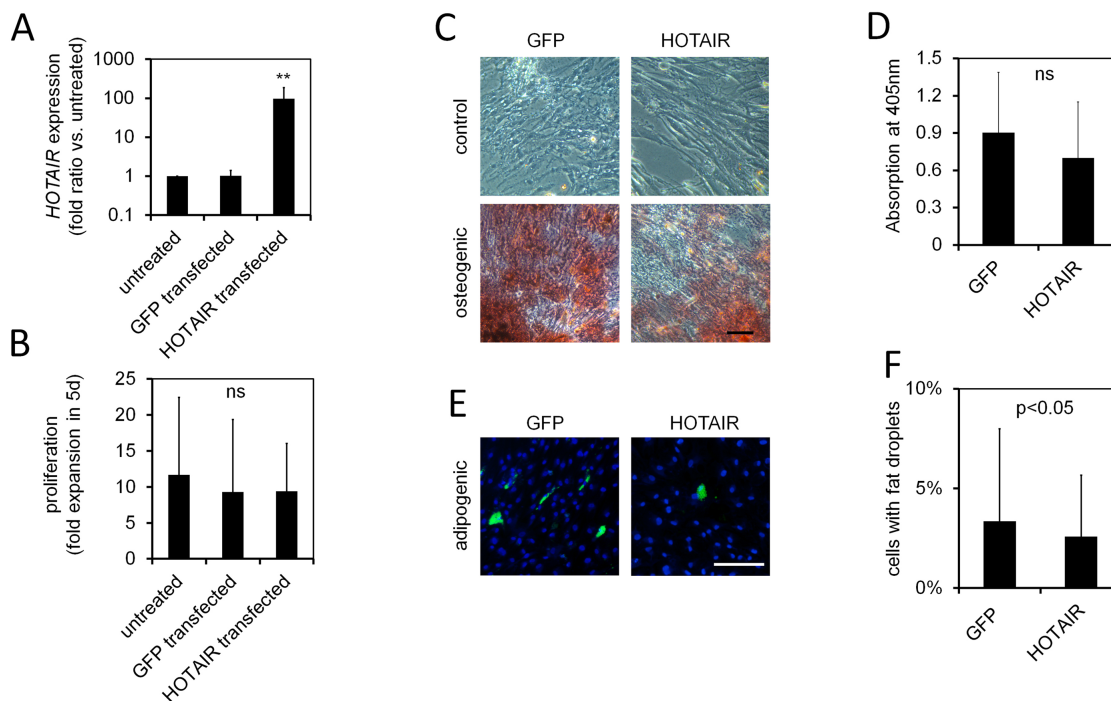 A
HOTAIR expression
(fold ratio vs. untreated)
1000
100
10
1
0.1
**
untreated
GFP transfected
HOTAIR transfected
B
proliferation
(fold expansion in 5d)
25
20
15
10
5
0
ns
untreated
GFP transfected
HOTAIR transfected
C
GFP
HOTAIR
control
osteogenic
D
Absorption at 405nm
1.5
1.2
0.9
0.6
0.3
0
ns
GFP
HOTAIR
E
GFP
HOTAIR
adipogenic
F
cells with fat droplets
10%
5%
0%
p<0.05
GFP
HOTAIR